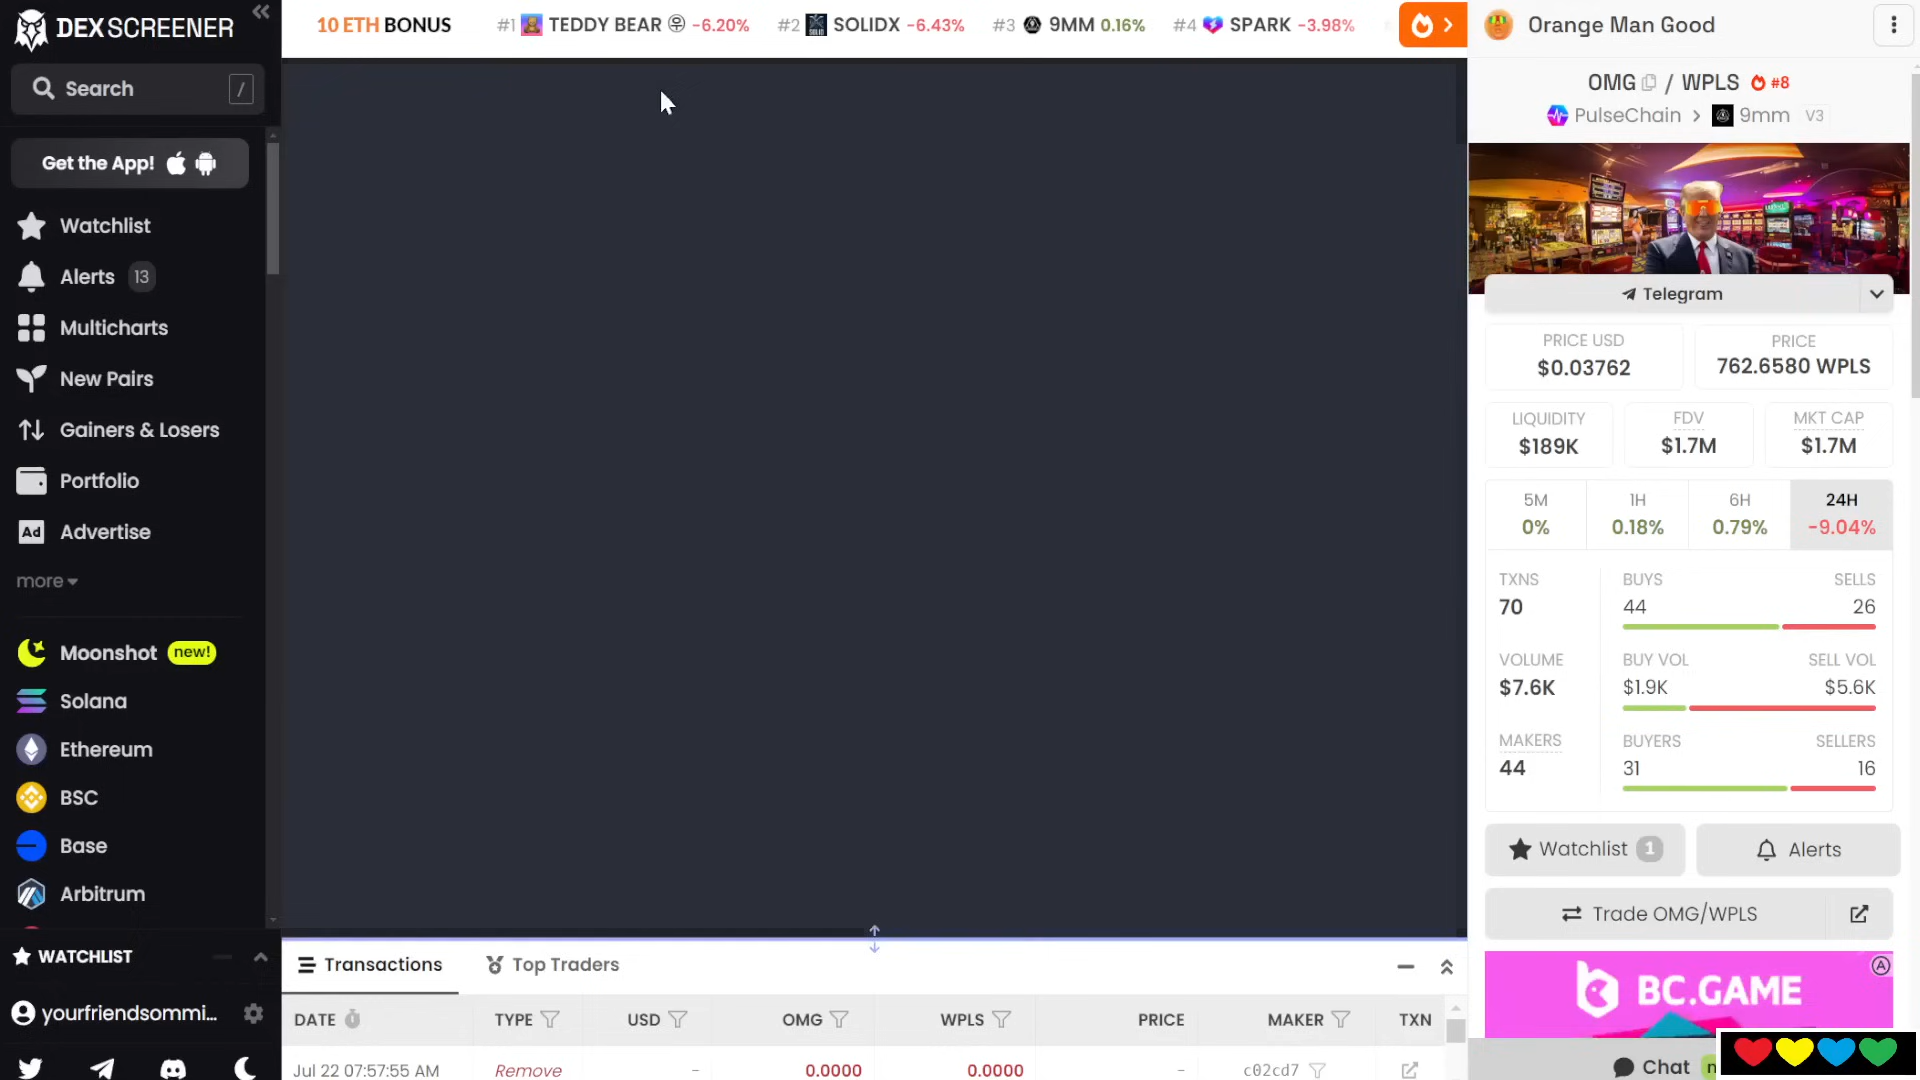 DEX SCREENER
Search /
Get the App!
Watchlist
Alerts 13
Multicharts
New Pairs
Gainers & Losers
Portfolio
Ad Advertise
more
Moonshot new!
Solana
Ethereum
BSC
Base
Arbitrum
WATCHLIST
yourfriendsommi...
10 ETH BONUS
#1 TEDDY BEAR -6.20% #2 SOLIDX -6.43% #3 9MM 0.16% #4 SPARK -3.98%
Transactions Top Traders
DATE TYPE USD OMG WPLS PRICE MAKER TXN
Jul 22 07:57:55 AM Remove - 0.0000 0.0000 - c02cd7
Orange Man Good
OMG / WPLS #8
PulseChain > 9mm V3
Telegram
PRICE USD PRICE
$0.03762 762.6580 WPLS
LIQUIDITY FDV MKT CAP
$189K $1.7M $1.7M
5M 1H 6H 24H
0% 0.18% 0.79% -9.04%
TXNS BUYS SELLS
70 44 26
VOLUME BUY VOL SELL VOL
$7.6K $1.9K $5.6K
MAKERS BUYERS SELLERS
44 31 16
Watchlist 1 Alerts
Trade OMG/WPLS
BC.GAME
Chat